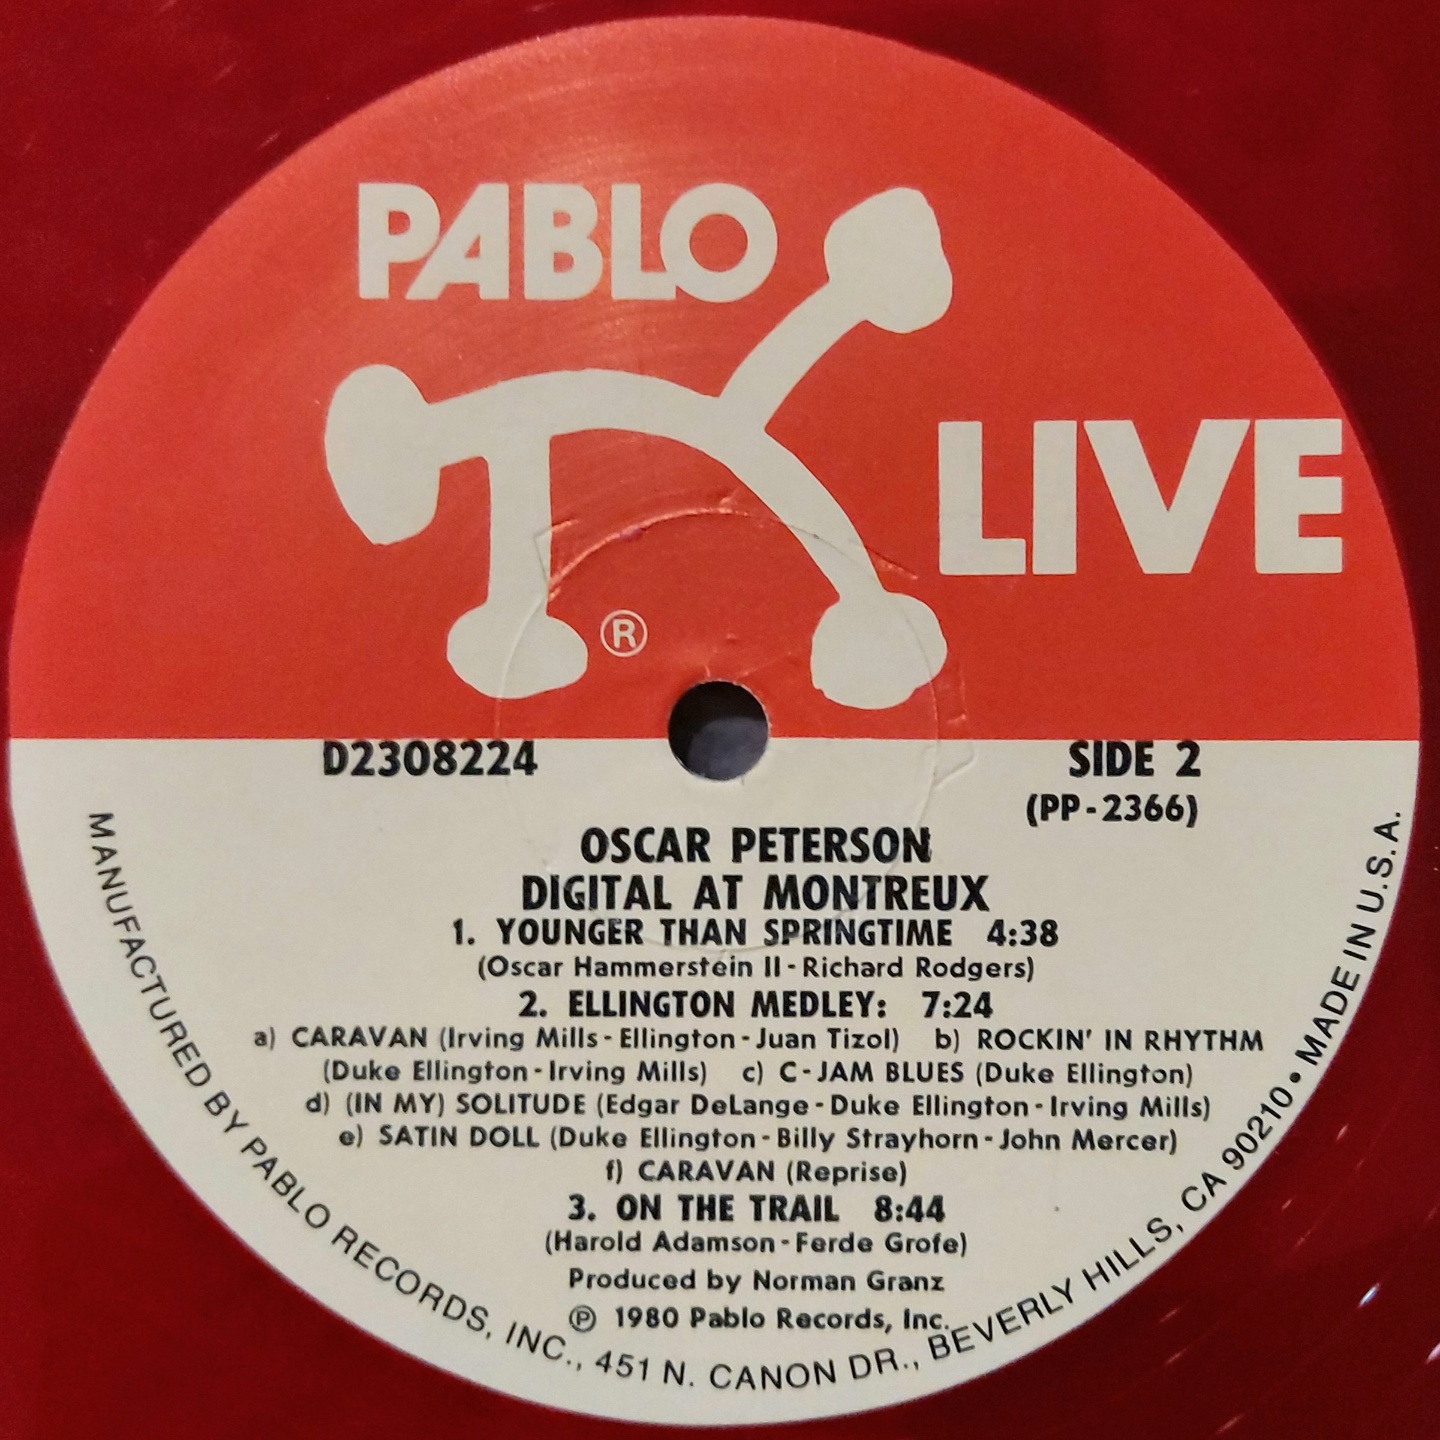 PABLO
LIVE
®
D2308224
SIDE 2
(PP-2366)
OSCAR PETERSON
DIGITAL AT MONTREUX
1. YOUNGER THAN SPRINGTIME 4:38
(Oscar Hammerstein II - Richard Rodgers)
2. ELLINGTON MEDLEY: 7:24
a) CARAVAN (Irving Mills - Ellington - Juan Tizol) b) ROCKIN' IN RHYTHM
(Duke Ellington - Irving Mills) c) C-JAM BLUES (Duke Ellington)
d) (IN MY) SOLITUDE (Edgar DeLange - Duke Ellington - Irving Mills)
e) SATIN DOLL (Duke Ellington - Billy Strayhorn - John Mercer)
f) CARAVAN (Reprise)
3. ON THE TRAIL 8:44
(Harold Adamson - Ferde Grofe)
Produced by Norman Granz
℗ 1980 Pablo Records, Inc.
MANUFACTURED BY PABLO RECORDS, INC., 451 N. CANON DR., BEVERLY HILLS, CA 90210 • MADE IN U.S.A.